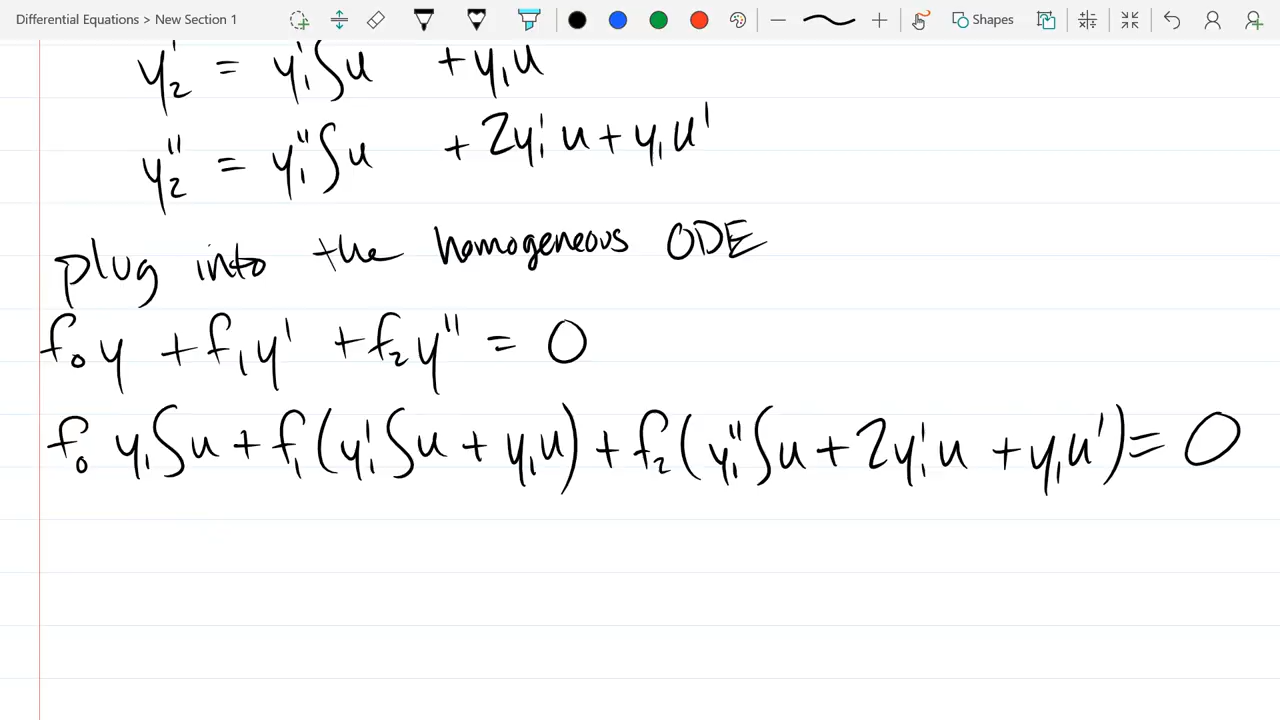 Differential Equations > New Section 1
Shapes
y₂' = y₁'∫u + y₁u
y₂'' = y₁''∫u + 2y₁'u + y₁u'
plug into the homogeneous ODE
f₀y + f₁y' + f₂y'' = 0
f₀ y₁∫u + f₁(y₁'∫u + y₁u) + f₂(y₁''∫u + 2y₁'u + y₁u') = 0